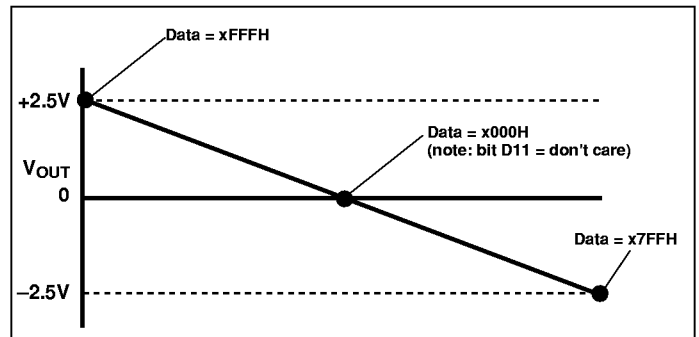 Data = xFFFH
+2.5V
Data = x000H
(note: bit D11 = don't care)
VOUT
0
Data = x7FFH
–2.5V